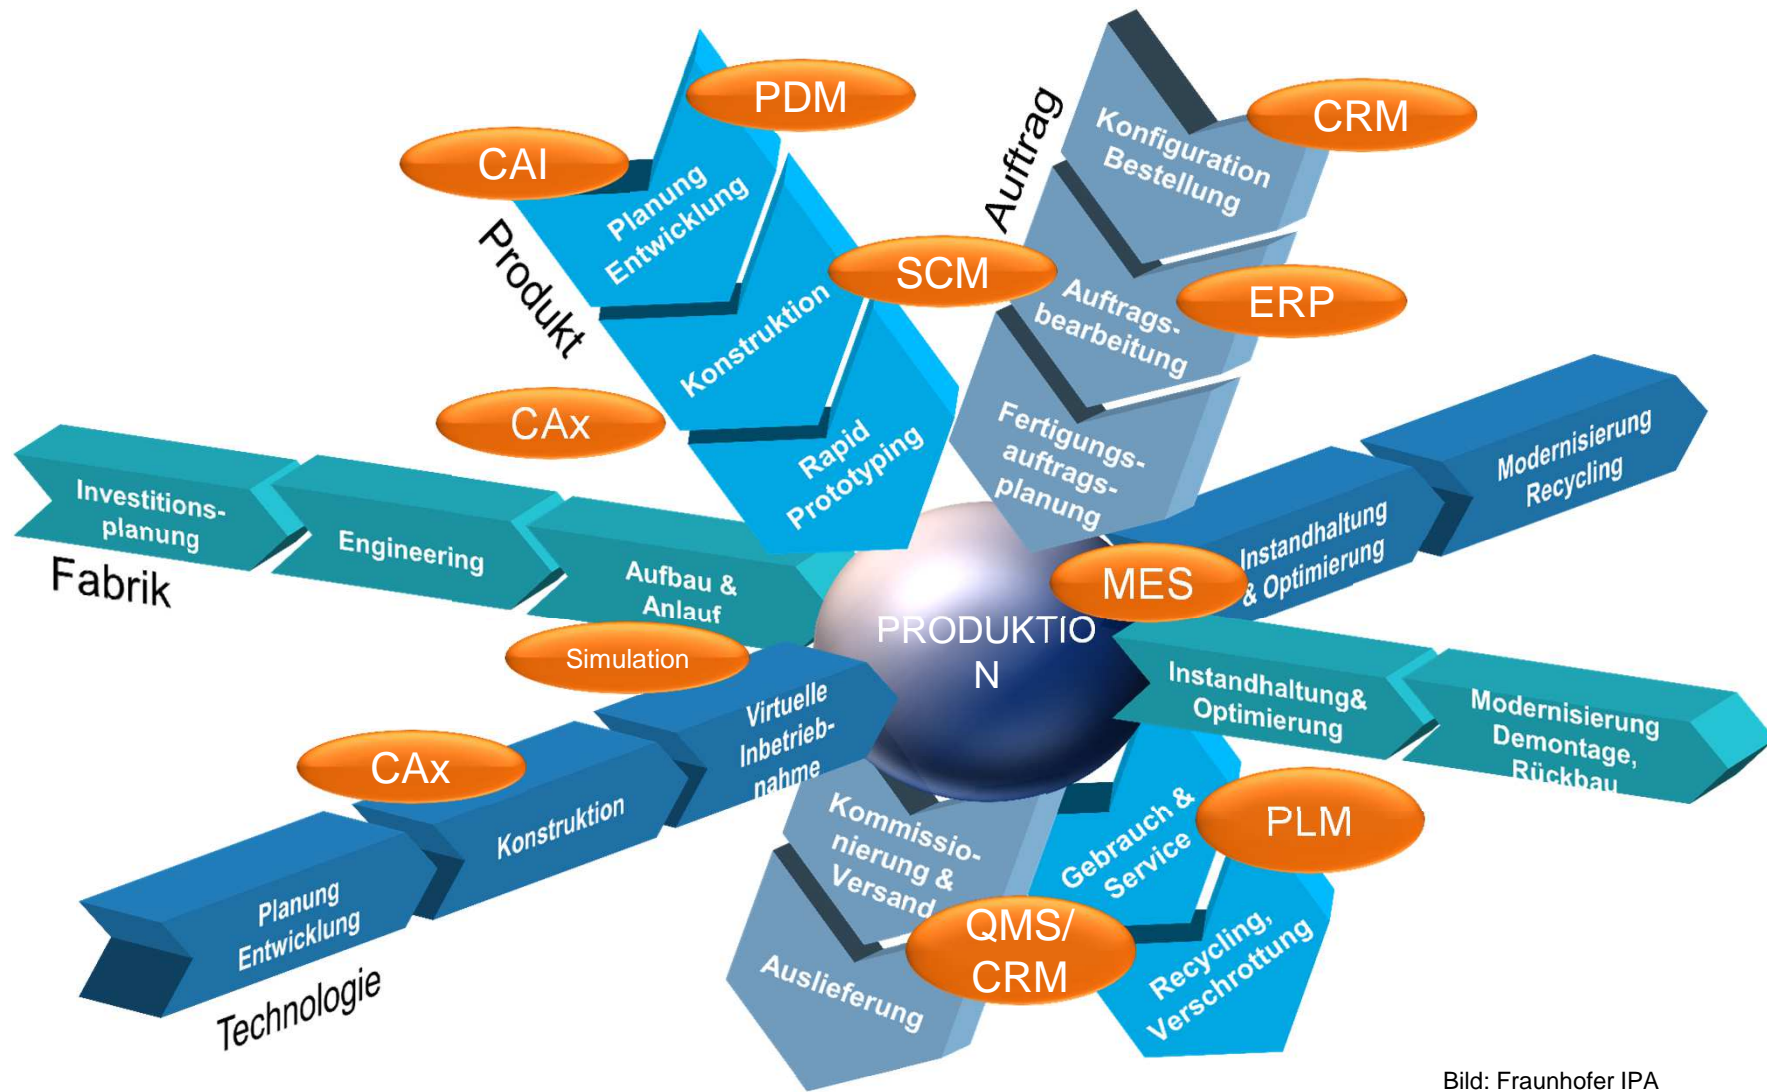 PDM
CAI
Planung
Entwicklung
Produkt
Konstruktion
SCM
CAx
Rapid
Prototyping
Auftrag
Konfiguration
Bestellung
CRM
Auftrags-
bearbeitung
ERP
Fertigungs-
auftrags-
planung
Investitions-
planung
Engineering
Aufbau &
Anlauf
Fabrik
Modernisierung
Recycling
Instandhaltung
& Optimierung
MES
PRODUKTIO
N
Simulation
Virtuelle
Inbetrieb-
nahme
CAx
Konstruktion
Planung
Entwicklung
Technologie
Instandhaltung&
Optimierung
Modernisierung
Demontage,
Rückbau
Kommissio-
nierung &
Versand
Auslieferung
QMS/
CRM
Gebrauch &
Service
PLM
Recycling,
Verschrottung
Bild: Fraunhofer IPA